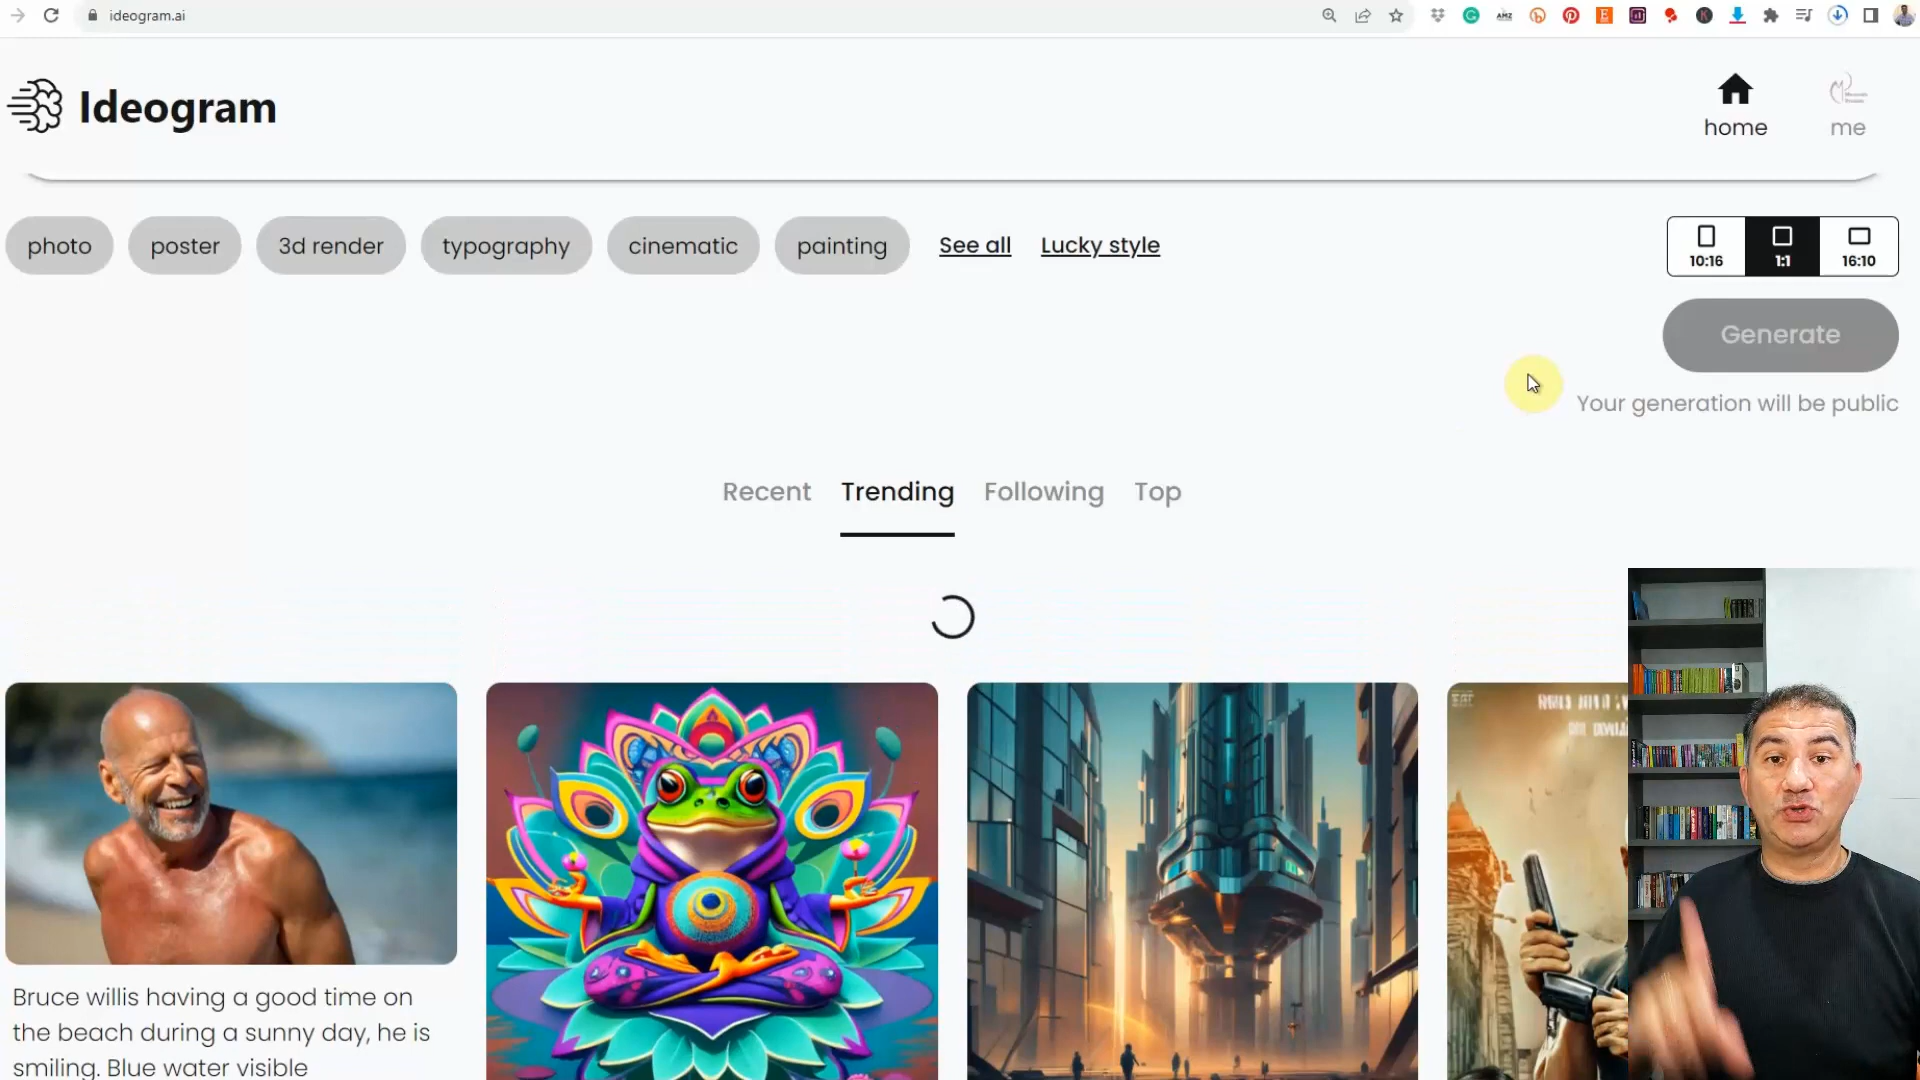 ideogram.ai
AMZ
Ideogram
home
me
photo
poster
3d render
typography
cinematic
painting
See all
Lucky style
10:16
1:1
16:10
Generate
Your generation will be public
Recent
Trending
Following
Top
Bruce willis having a good time on
the beach during a sunny day, he is
smiling. Blue water visible